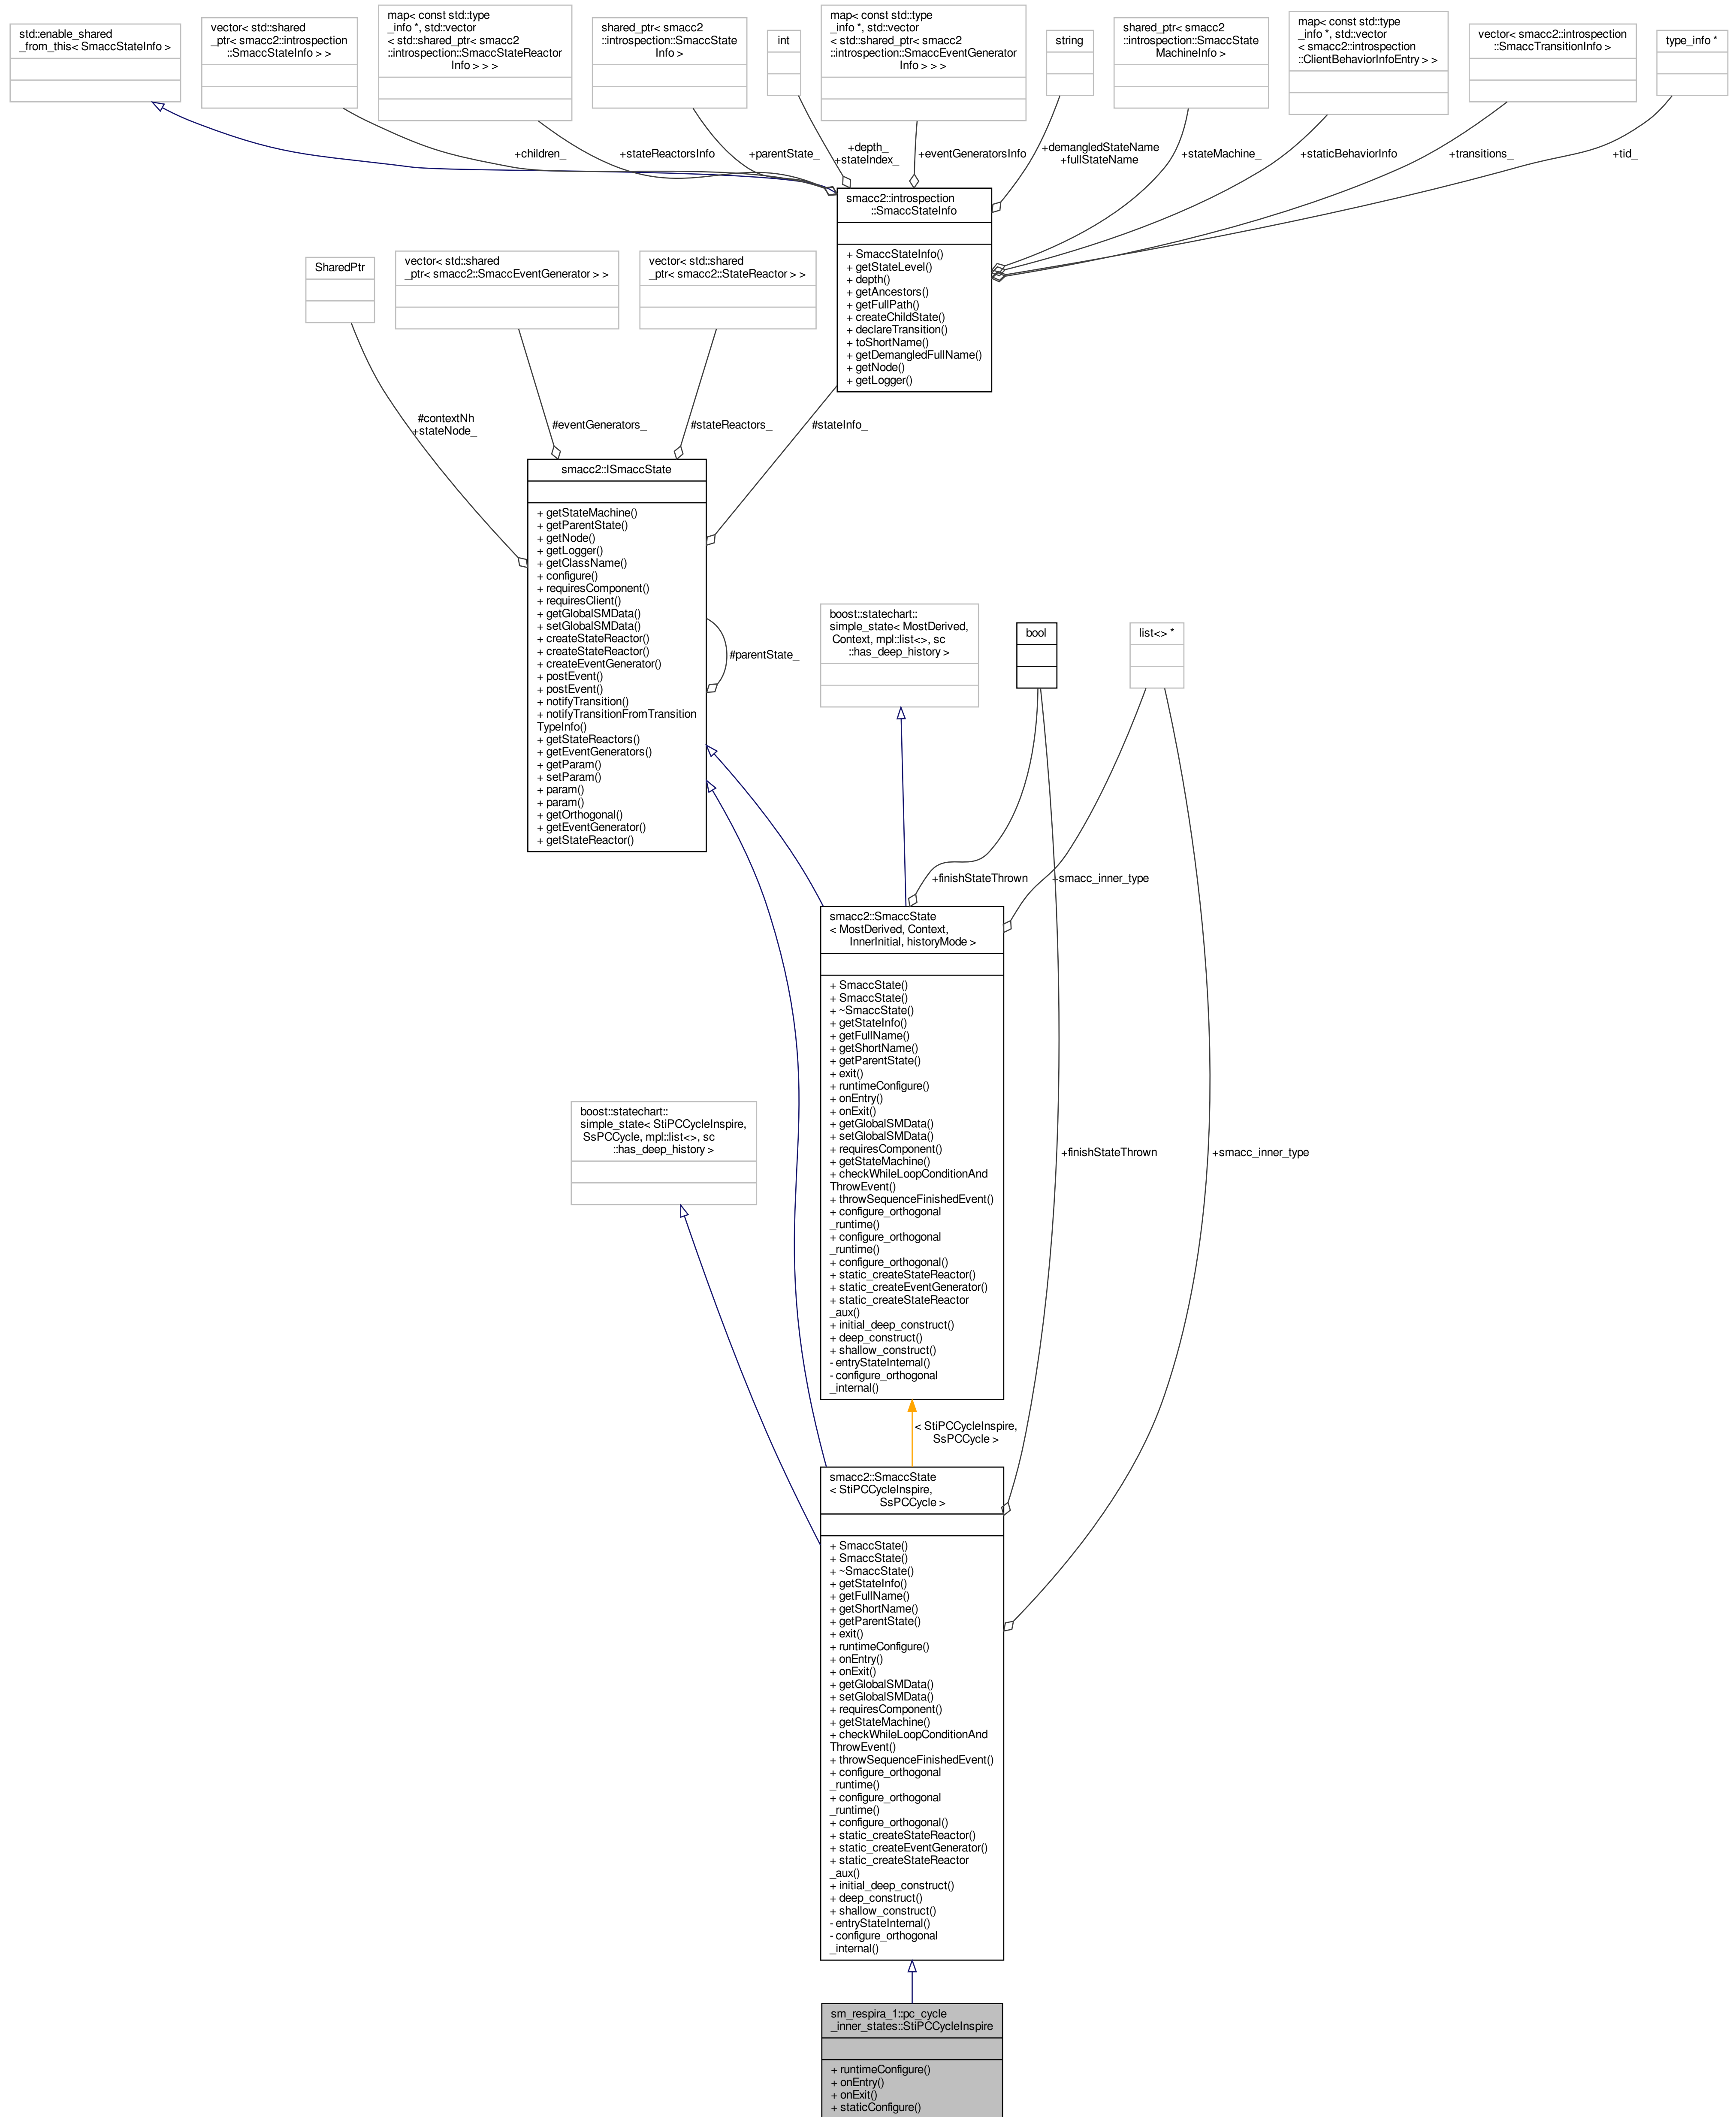 std::enable_shared
_from_this< SmaccStateInfo >
vector< std::shared
_ptr< smacc2::introspection
::SmaccStateInfo > >
map< const std::type
_info *, std::vector
< std::shared_ptr< smacc2
::introspection::SmaccStateReactor
Info > > >
shared_ptr< smacc2
::introspection::SmaccState
Info >
int
map< const std::type
_info *, std::vector
< std::shared_ptr< smacc2
::introspection::SmaccEventGenerator
Info > > >
string
shared_ptr< smacc2
::introspection::SmaccState
MachineInfo >
map< const std::type
_info *, std::vector
< smacc2::introspection
::ClientBehaviorInfoEntry > >
vector< smacc2::introspection
::SmaccTransitionInfo >
type_info *
+children_
+stateReactorsInfo
+parentState_
+depth_
+stateIndex_
+eventGeneratorsInfo
+demangledStateName
+fullStateName
+stateMachine_
+staticBehaviorInfo
+transitions_
+tid_
smacc2::introspection
::SmaccStateInfo
+ SmaccStateInfo()
+ getStateLevel()
+ depth()
+ getAncestors()
+ getFullPath()
+ createChildState()
+ declareTransition()
+ toShortName()
+ getDemangledFullName()
+ getNode()
+ getLogger()
SharedPtr
vector< std::shared
_ptr< smacc2::SmaccEventGenerator > >
vector< std::shared
_ptr< smacc2::StateReactor > >
#contextNh
+stateNode_
#eventGenerators_
#stateReactors_
#stateInfo_
smacc2::ISmaccState
+ getStateMachine()
+ getParentState()
+ getNode()
+ getLogger()
+ getClassName()
+ configure()
+ requiresComponent()
+ requiresClient()
+ getGlobalSMData()
+ setGlobalSMData()
+ createStateReactor()
+ createStateReactor()
+ createEventGenerator()
+ postEvent()
+ postEvent()
+ notifyTransition()
+ notifyTransitionFromTransition
TypeInfo()
+ getStateReactors()
+ getEventGenerators()
+ getParam()
+ setParam()
+ param()
+ param()
+ getOrthogonal()
+ getEventGenerator()
+ getStateReactor()
#parentState_
boost::statechart::
simple_state< MostDerived,
Context, mpl::list<>, sc
::has_deep_history >
bool
list<> *
+finishStateThrown
+smacc_inner_type
smacc2::SmaccState
< MostDerived, Context,
InnerInitial, historyMode >
+ SmaccState()
+ SmaccState()
+ ~SmaccState()
+ getStateInfo()
+ getFullName()
+ getShortName()
+ getParentState()
+ exit()
+ runtimeConfigure()
+ onEntry()
+ onExit()
+ getGlobalSMData()
+ setGlobalSMData()
+ requiresComponent()
+ getStateMachine()
+ checkWhileLoopConditionAnd
ThrowEvent()
+ throwSequenceFinishedEvent()
+ configure_orthogonal
_runtime()
+ configure_orthogonal
_runtime()
+ configure_orthogonal()
+ static_createStateReactor()
+ static_createEventGenerator()
+ static_createStateReactor
_aux()
+ initial_deep_construct()
+ deep_construct()
+ shallow_construct()
- entryStateInternal()
- configure_orthogonal
_internal()
boost::statechart::
simple_state< StiPCCycleInspire,
SsPCCycle, mpl::list<>, sc
::has_deep_history >
+finishStateThrown
+smacc_inner_type
< StiPCCycleInspire,
SsPCCycle >
smacc2::SmaccState
< StiPCCycleInspire,
SsPCCycle >
+ SmaccState()
+ SmaccState()
+ ~SmaccState()
+ getStateInfo()
+ getFullName()
+ getShortName()
+ getParentState()
+ exit()
+ runtimeConfigure()
+ onEntry()
+ onExit()
+ getGlobalSMData()
+ setGlobalSMData()
+ requiresComponent()
+ getStateMachine()
+ checkWhileLoopConditionAnd
ThrowEvent()
+ throwSequenceFinishedEvent()
+ configure_orthogonal
_runtime()
+ configure_orthogonal
_runtime()
+ configure_orthogonal()
+ static_createStateReactor()
+ static_createEventGenerator()
+ static_createStateReactor
_aux()
+ initial_deep_construct()
+ deep_construct()
+ shallow_construct()
- entryStateInternal()
- configure_orthogonal
_internal()
sm_respira_1::pc_cycle
_inner_states::StiPCCycleInspire
+ runtimeConfigure()
+ onEntry()
+ onExit()
+ staticConfigure()